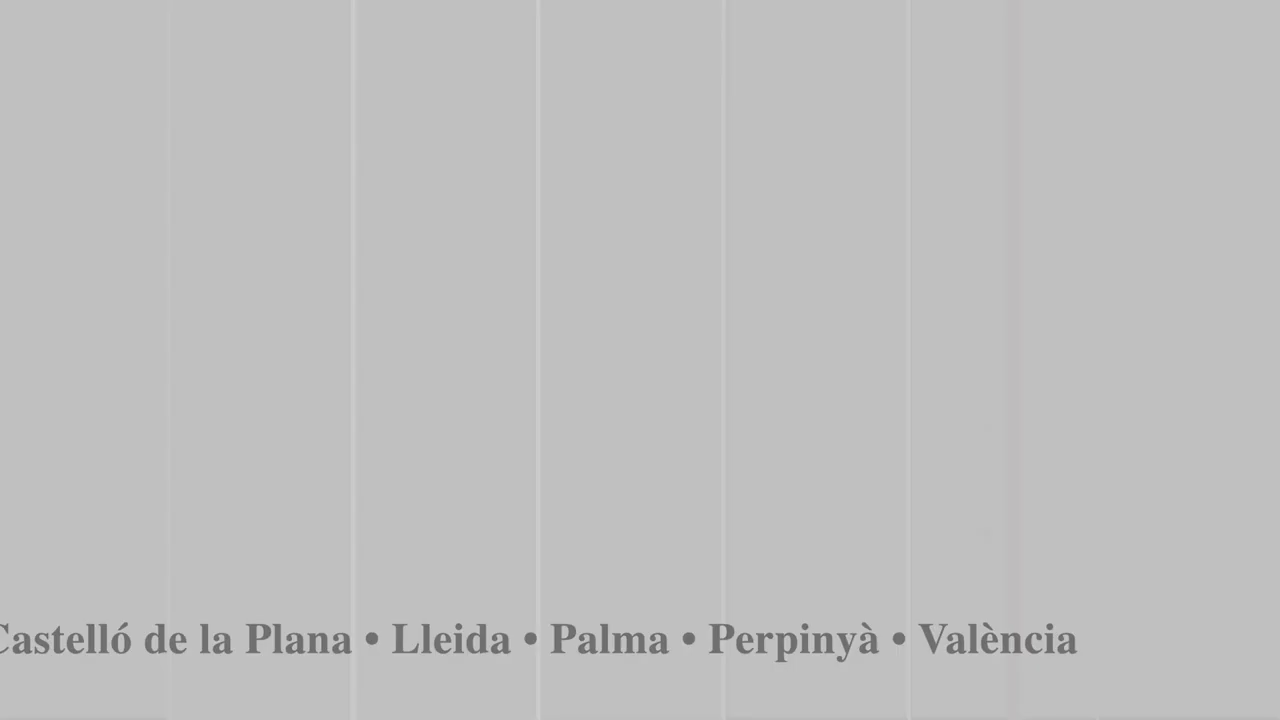 Castelló de la Plana • Lleida • Palma • Perpinyà • València